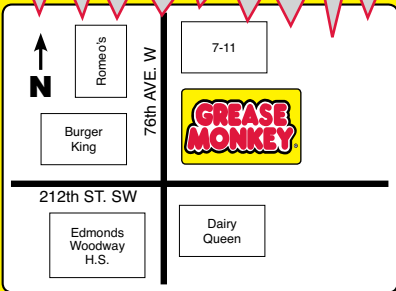 N
Romeo's
76th AVE. W
7-11
Burger
King
GREASE
MONKEY®
212th ST. SW
Edmonds
Woodway
H.S.
Dairy
Queen